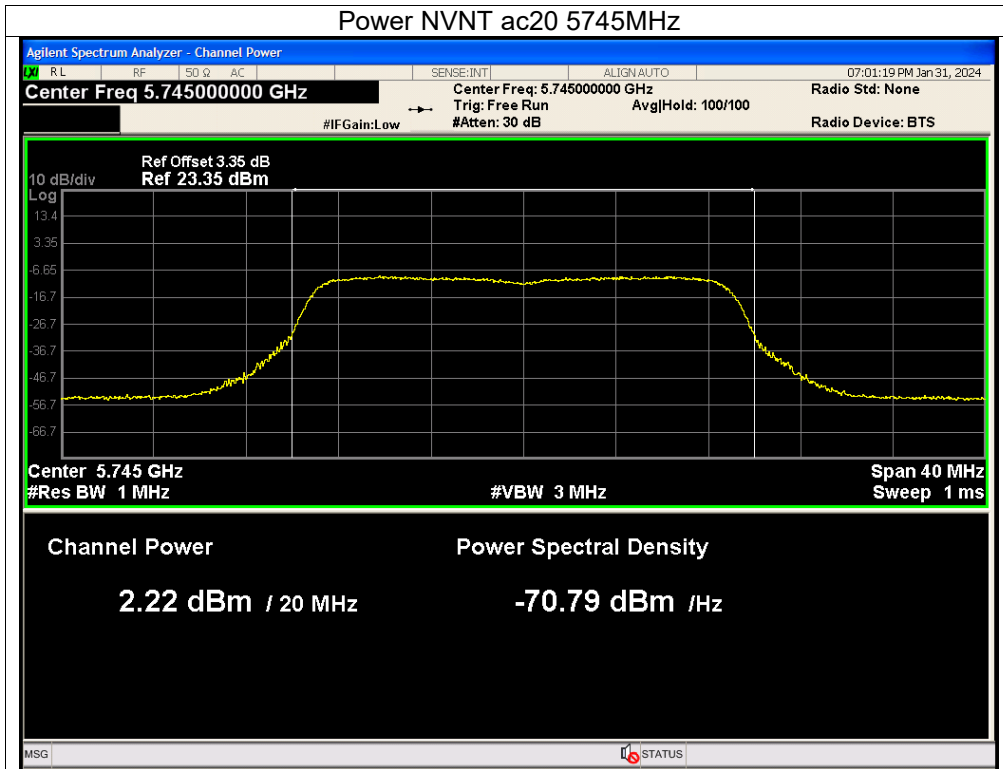 Power NVNT ac20 5745MHz
Agilent Spectrum Analyzer - Channel Power
LXI RL RF 50 Ω AC SENSE:INT ALIGN AUTO 07:01:19 PM Jan 31, 2024
Center Freq 5.745000000 GHz
Center Freq: 5.745000000 GHz
Radio Std: None
Trig: Free Run Avg|Hold: 100/100
#IFGain:Low #Atten: 30 dB
Radio Device: BTS
Ref Offset 3.35 dB
10 dB/div Ref 23.35 dBm
Log
13.4
3.35
-6.65
-16.7
-26.7
-36.7
-46.7
-56.7
-66.7
Center 5.745 GHz Span 40 MHz
#Res BW 1 MHz #VBW 3 MHz Sweep 1 ms
Channel Power Power Spectral Density
2.22 dBm / 20 MHz -70.79 dBm /Hz
MSG STATUS